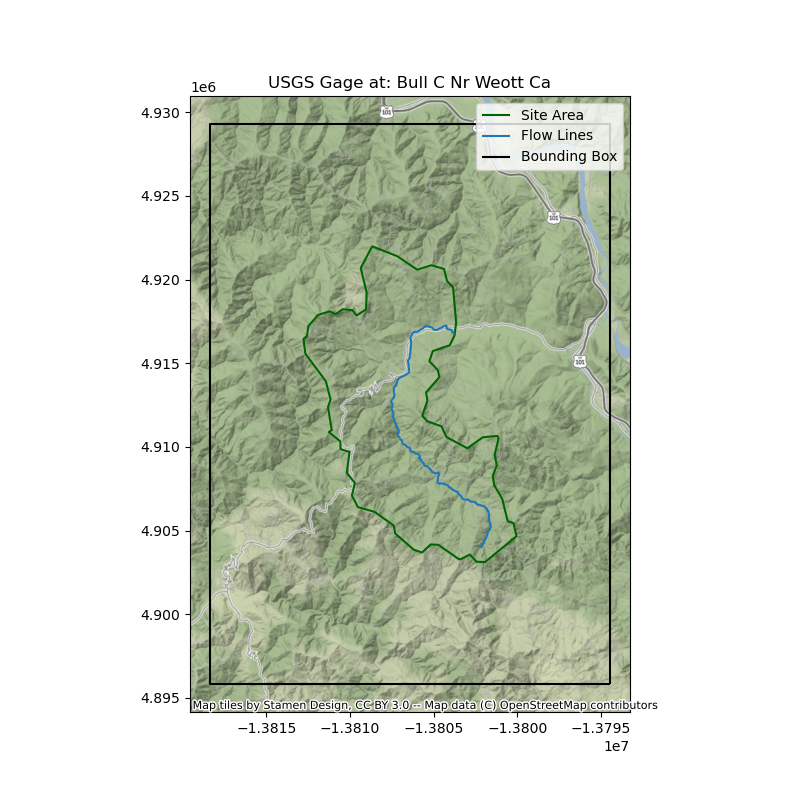 USGS Gage at: Bull C Nr Weott Ca
1e6
4.930
4.925
4.920
4.915
4.910
4.905
4.900
4.895
Site Area
Flow Lines
Bounding Box
101
101
101
Map tiles by Stamen Design, CC BY 3.0 -- Map data (C) OpenStreetMap contributors
−1.3815 −1.3810 −1.3805 −1.3800 −1.3795
1e7